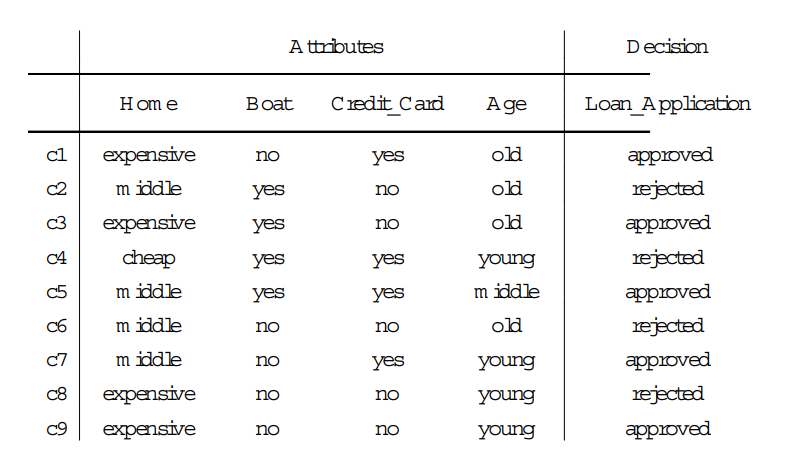 Attributes Decision
Home Boat Credit_Card Age Loan_Application
c1 expensive no yes old approved
c2 middle yes no old rejected
c3 expensive yes no old approved
c4 cheap yes yes young rejected
c5 middle yes yes middle approved
c6 middle no no old rejected
c7 middle no yes young approved
c8 expensive no no young rejected
c9 expensive no no young approved